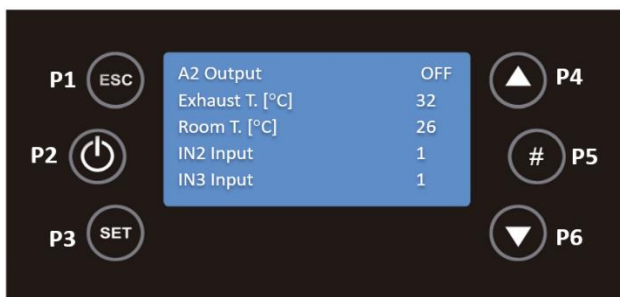 P1 ESC
P2
P3 SET
A2 Output OFF
Exhaust T. [°C] 32
Room T. [°C] 26
IN2 Input 1
IN3 Input 1
P4
# P5
P6